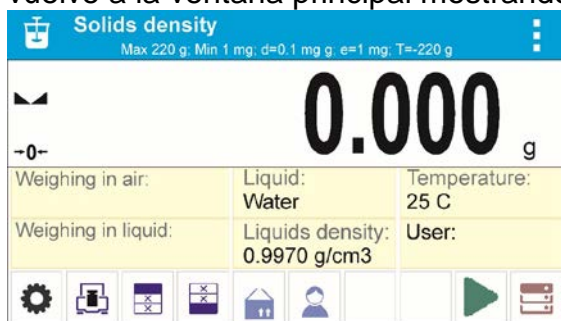 vuelve a la ventana principal mostrando
Solids density
Max 220 g; Min 1 mg; d=0.1 mg g; e=1 mg; T=-220 g
0.000 g
→0←
Weighing in air:
Liquid:
Water
Temperature:
25 C
Weighing in liquid:
Liquids density:
0.9970 g/cm3
User: